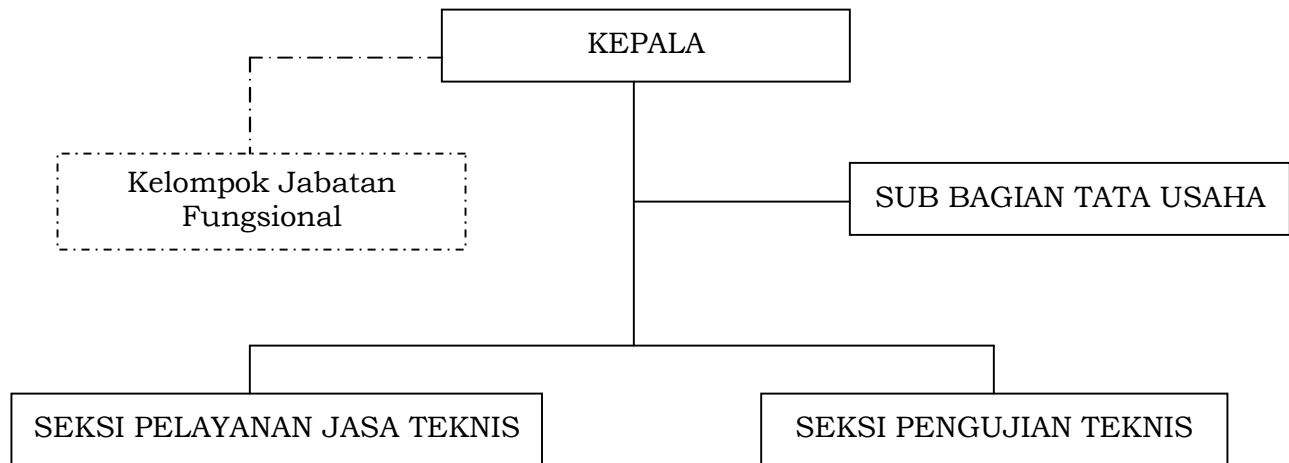 KEPALA
Kelompok Jabatan
Fungsional
SUB BAGIAN TATA USAHA
SEKSI PELAYANAN JASA TEKNIS
SEKSI PENGUJIAN TEKNIS